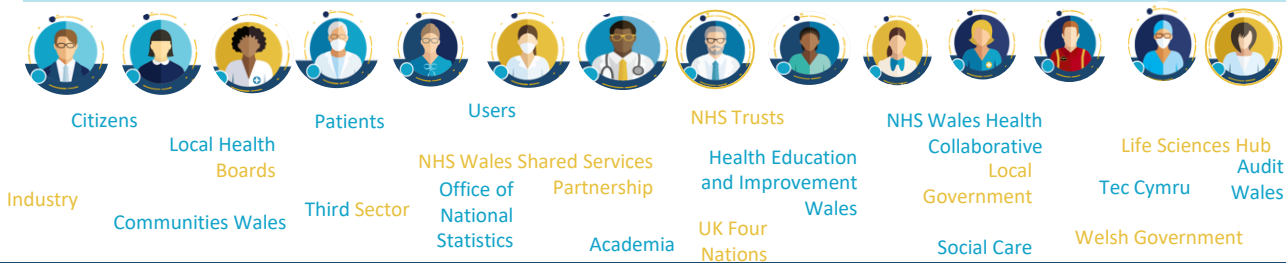 Citizens
Local Health
Boards
Patients
Users
NHS Trusts
NHS Wales Health
Collaborative
Life Sciences Hub
Industry
Communities Wales
Third Sector
NHS Wales Shared Services
Partnership
Office of
National
Statistics
Academia
Health Education
and Improvement
Wales
UK Four
Nations
Local
Government
Social Care
Tec Cymru
Audit
Wales
Welsh Government